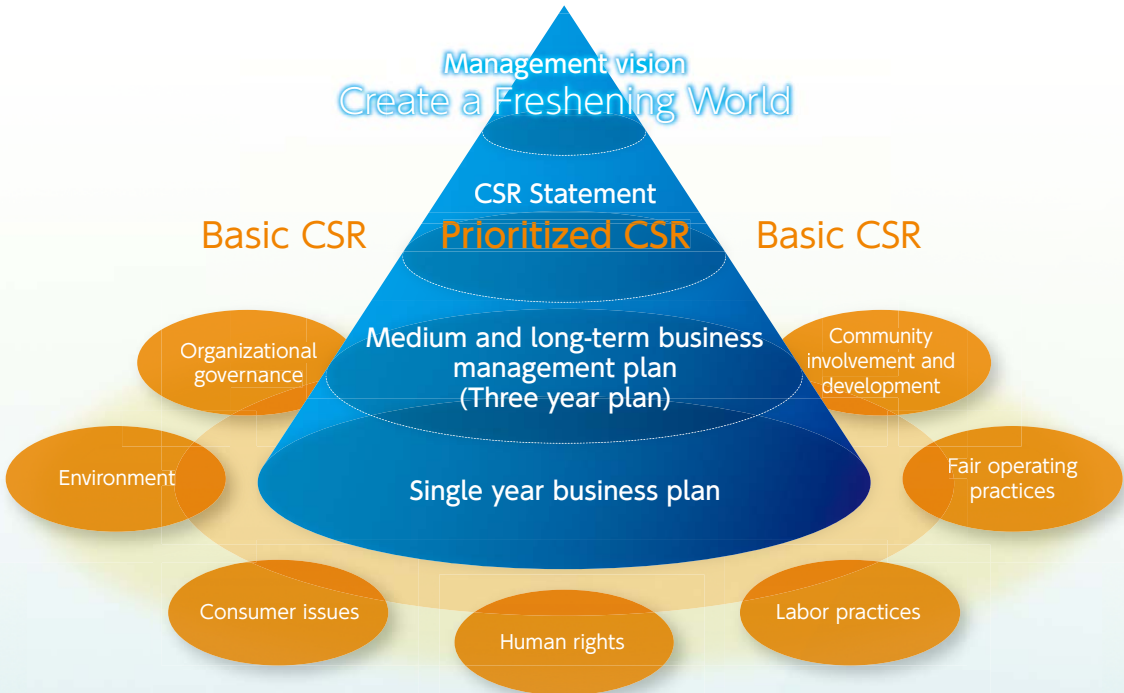 Management vision
Create a Freshening World
CSR Statement
Basic CSR
Prioritized CSR
Basic CSR
Organizational
governance
Medium and long-term business
management plan
(Three year plan)
Community
involvement and
development
Environment
Single year business plan
Fair operating
practices
Consumer issues
Human rights
Labor practices